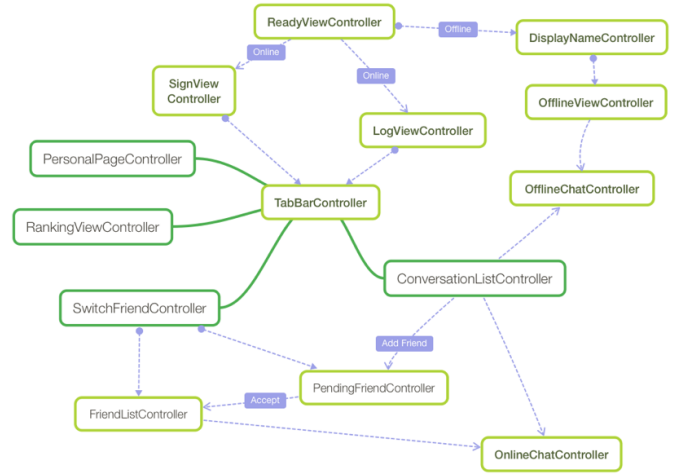 ReadyViewController
Offline
DisplayNameController
Online
Online
SignView
Controller
OfflineViewController
LogViewController
PersonalPageController
OfflineChatController
TabBarController
RankingViewController
ConversationListController
SwitchFriendController
Add Friend
PendingFriendController
Accept
FriendListController
OnlineChatController